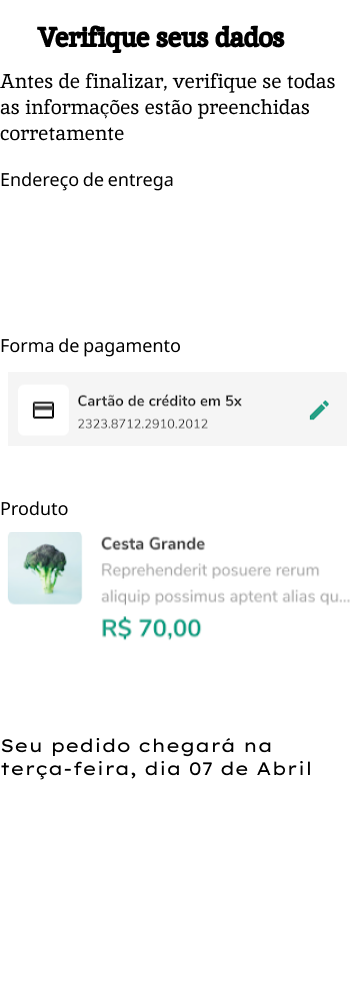 Verifique seus dados
Antes de finalizar, verifique se todas
as informações estão preenchidas
corretamente
Endereço de entrega
Forma de pagamento
Cartão de crédito em 5x
2323.8712.2910.2012
Produto
Cesta Grande
Reprehenderit posuere rerum
aliquip possimus aptent alias qu...
R$ 70,00
Seu pedido chegará na
terça-feira, dia 07 de Abril